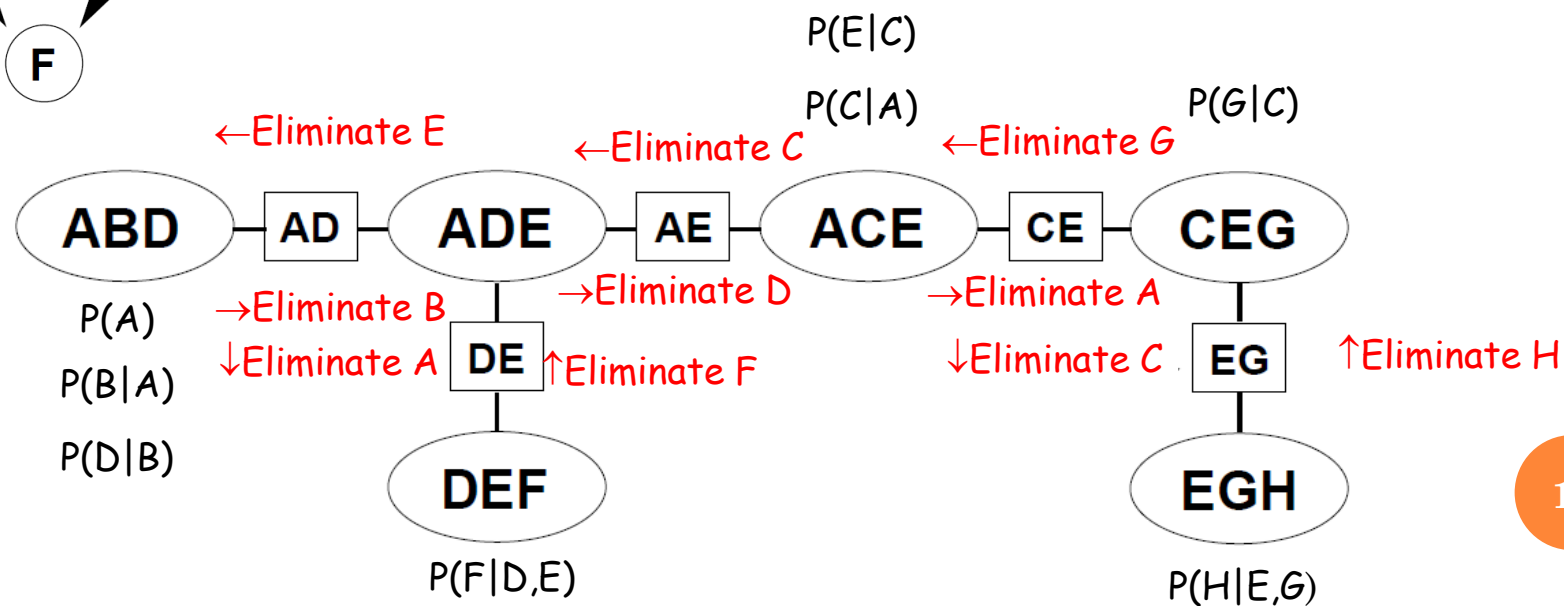 P(E|C)
F
P(C|A)
P(G|C)
←Eliminate E
←Eliminate C
←Eliminate G
ABD
AD
ADE
AE
ACE
CE
CEG
P(A)
→Eliminate B
→Eliminate D
→Eliminate A
↓Eliminate A
DE
↑Eliminate F
↓Eliminate C
EG
↑Eliminate H
P(B|A)
P(D|B)
DEF
EGH
P(F|D,E)
P(H|E,G)